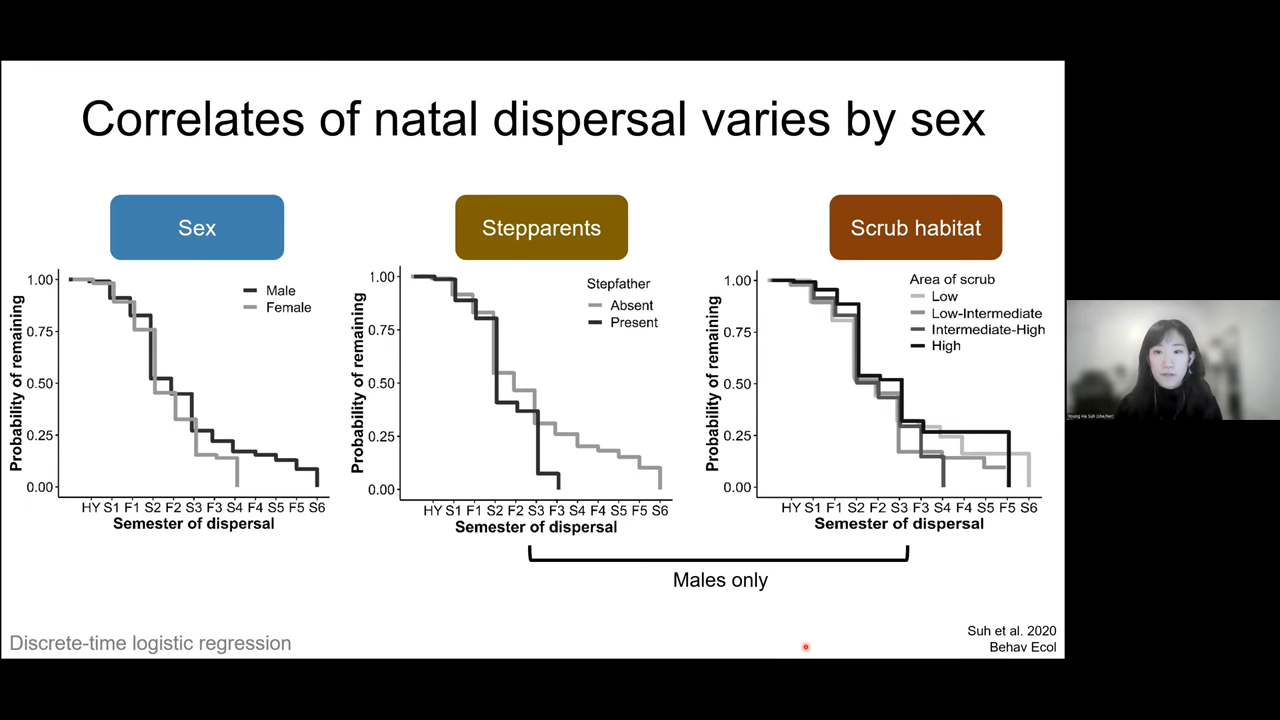 Correlates of natal dispersal varies by sex
Sex
Stepparents
Scrub habitat
Probability of remaining
1.00
0.75
0.50
0.25
0.00
Male
Female
HY S1 F1 S2 F2 S3 F3 S4 F4 S5 F5 S6
Semester of dispersal
Probability of remaining
1.00
0.75
0.50
0.25
0.00
Stepfather
Absent
Present
HY S1 F1 S2 F2 S3 F3 S4 F4 S5 F5 S6
Semester of dispersal
Probability of remaining
1.00
0.75
0.50
0.25
0.00
Area of scrub
Low
Low-Intermediate
Intermediate-High
High
HY S1 F1 S2 F2 S3 F3 S4 F4 S5 F5 S6
Semester of dispersal
Males only
Discrete-time logistic regression
Suh et al. 2020
Behav Ecol
Young Ha Suh (she/her)